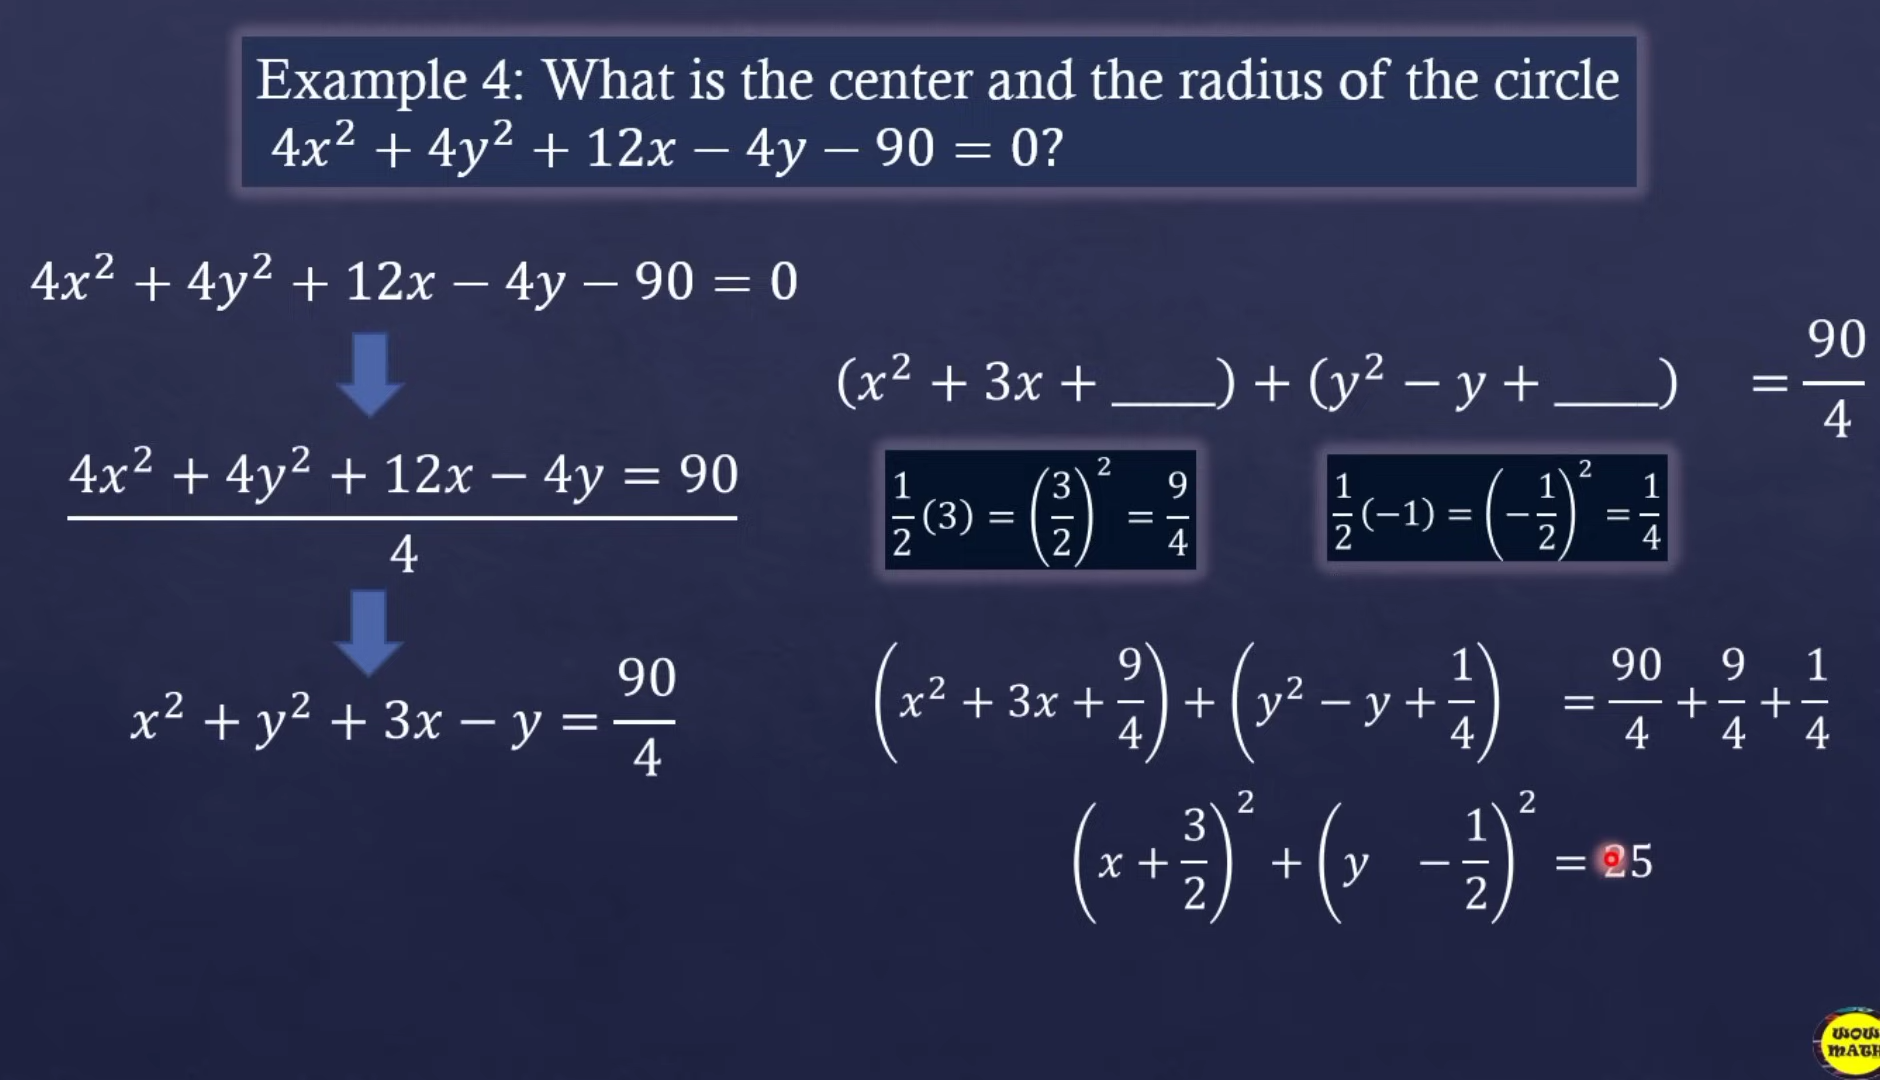 Example 4: What is the center and the radius of the circle
4x² + 4y² + 12x − 4y − 90 = 0?
4x² + 4y² + 12x − 4y − 90 = 0
4x² + 4y² + 12x − 4y = 90
4
x² + y² + 3x − y = 90/4
(x² + 3x + ___) + (y² − y + ___) = 90/4
1/2 (3) = (3/2)² = 9/4
1/2 (−1) = (−1/2)² = 1/4
(x² + 3x + 9/4) + (y² − y + 1/4) = 90/4 + 9/4 + 1/4
(x + 3/2)² + (y − 1/2)² = 25
WOW
MATH